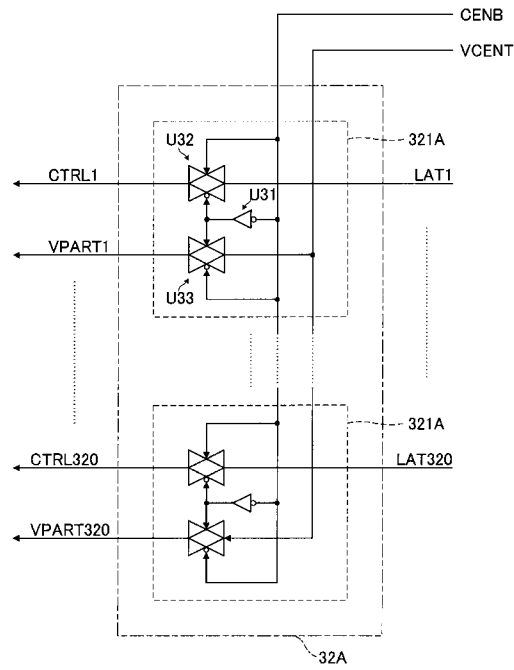 CENB
VCENT
U32
321A
CTRL1
LAT1
U31
VPART1
U33
321A
CTRL320
LAT320
VPART320
32A